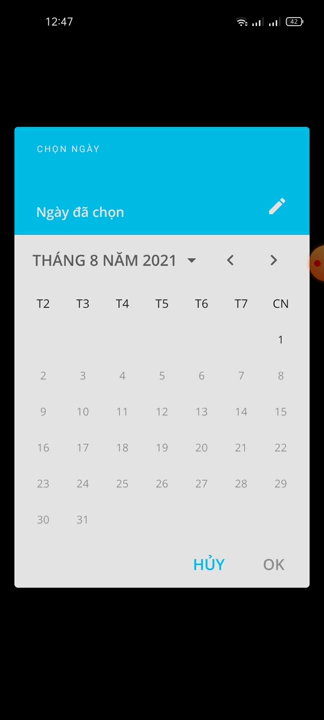 12:47
42
CHỌN NGÀY
Ngày đã chọn
THÁNG 8 NĂM 2021
T2 T3 T4 T5 T6 T7 CN
1
2 3 4 5 6 7 8
9 10 11 12 13 14 15
16 17 18 19 20 21 22
23 24 25 26 27 28 29
30 31
HỦY OK